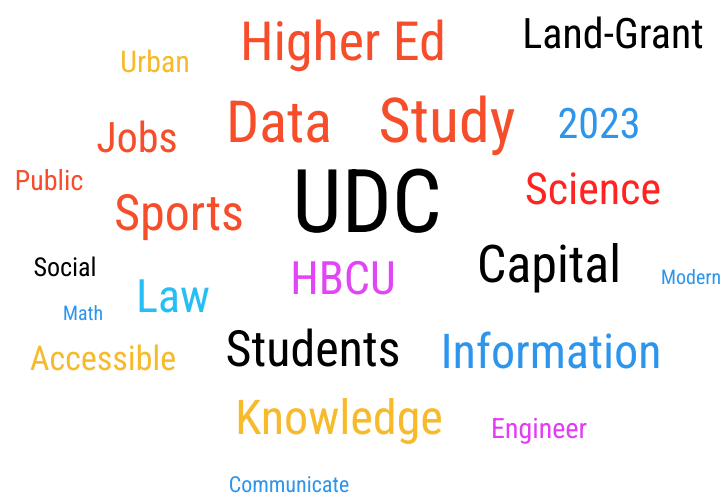 Higher Ed
Land-Grant
Urban
Data
Study
2023
Jobs
Public
UDC
Science
Sports
Social
HBCU
Capital
Modern
Math
Law
Accessible
Students
Information
Knowledge
Engineer
Communicate